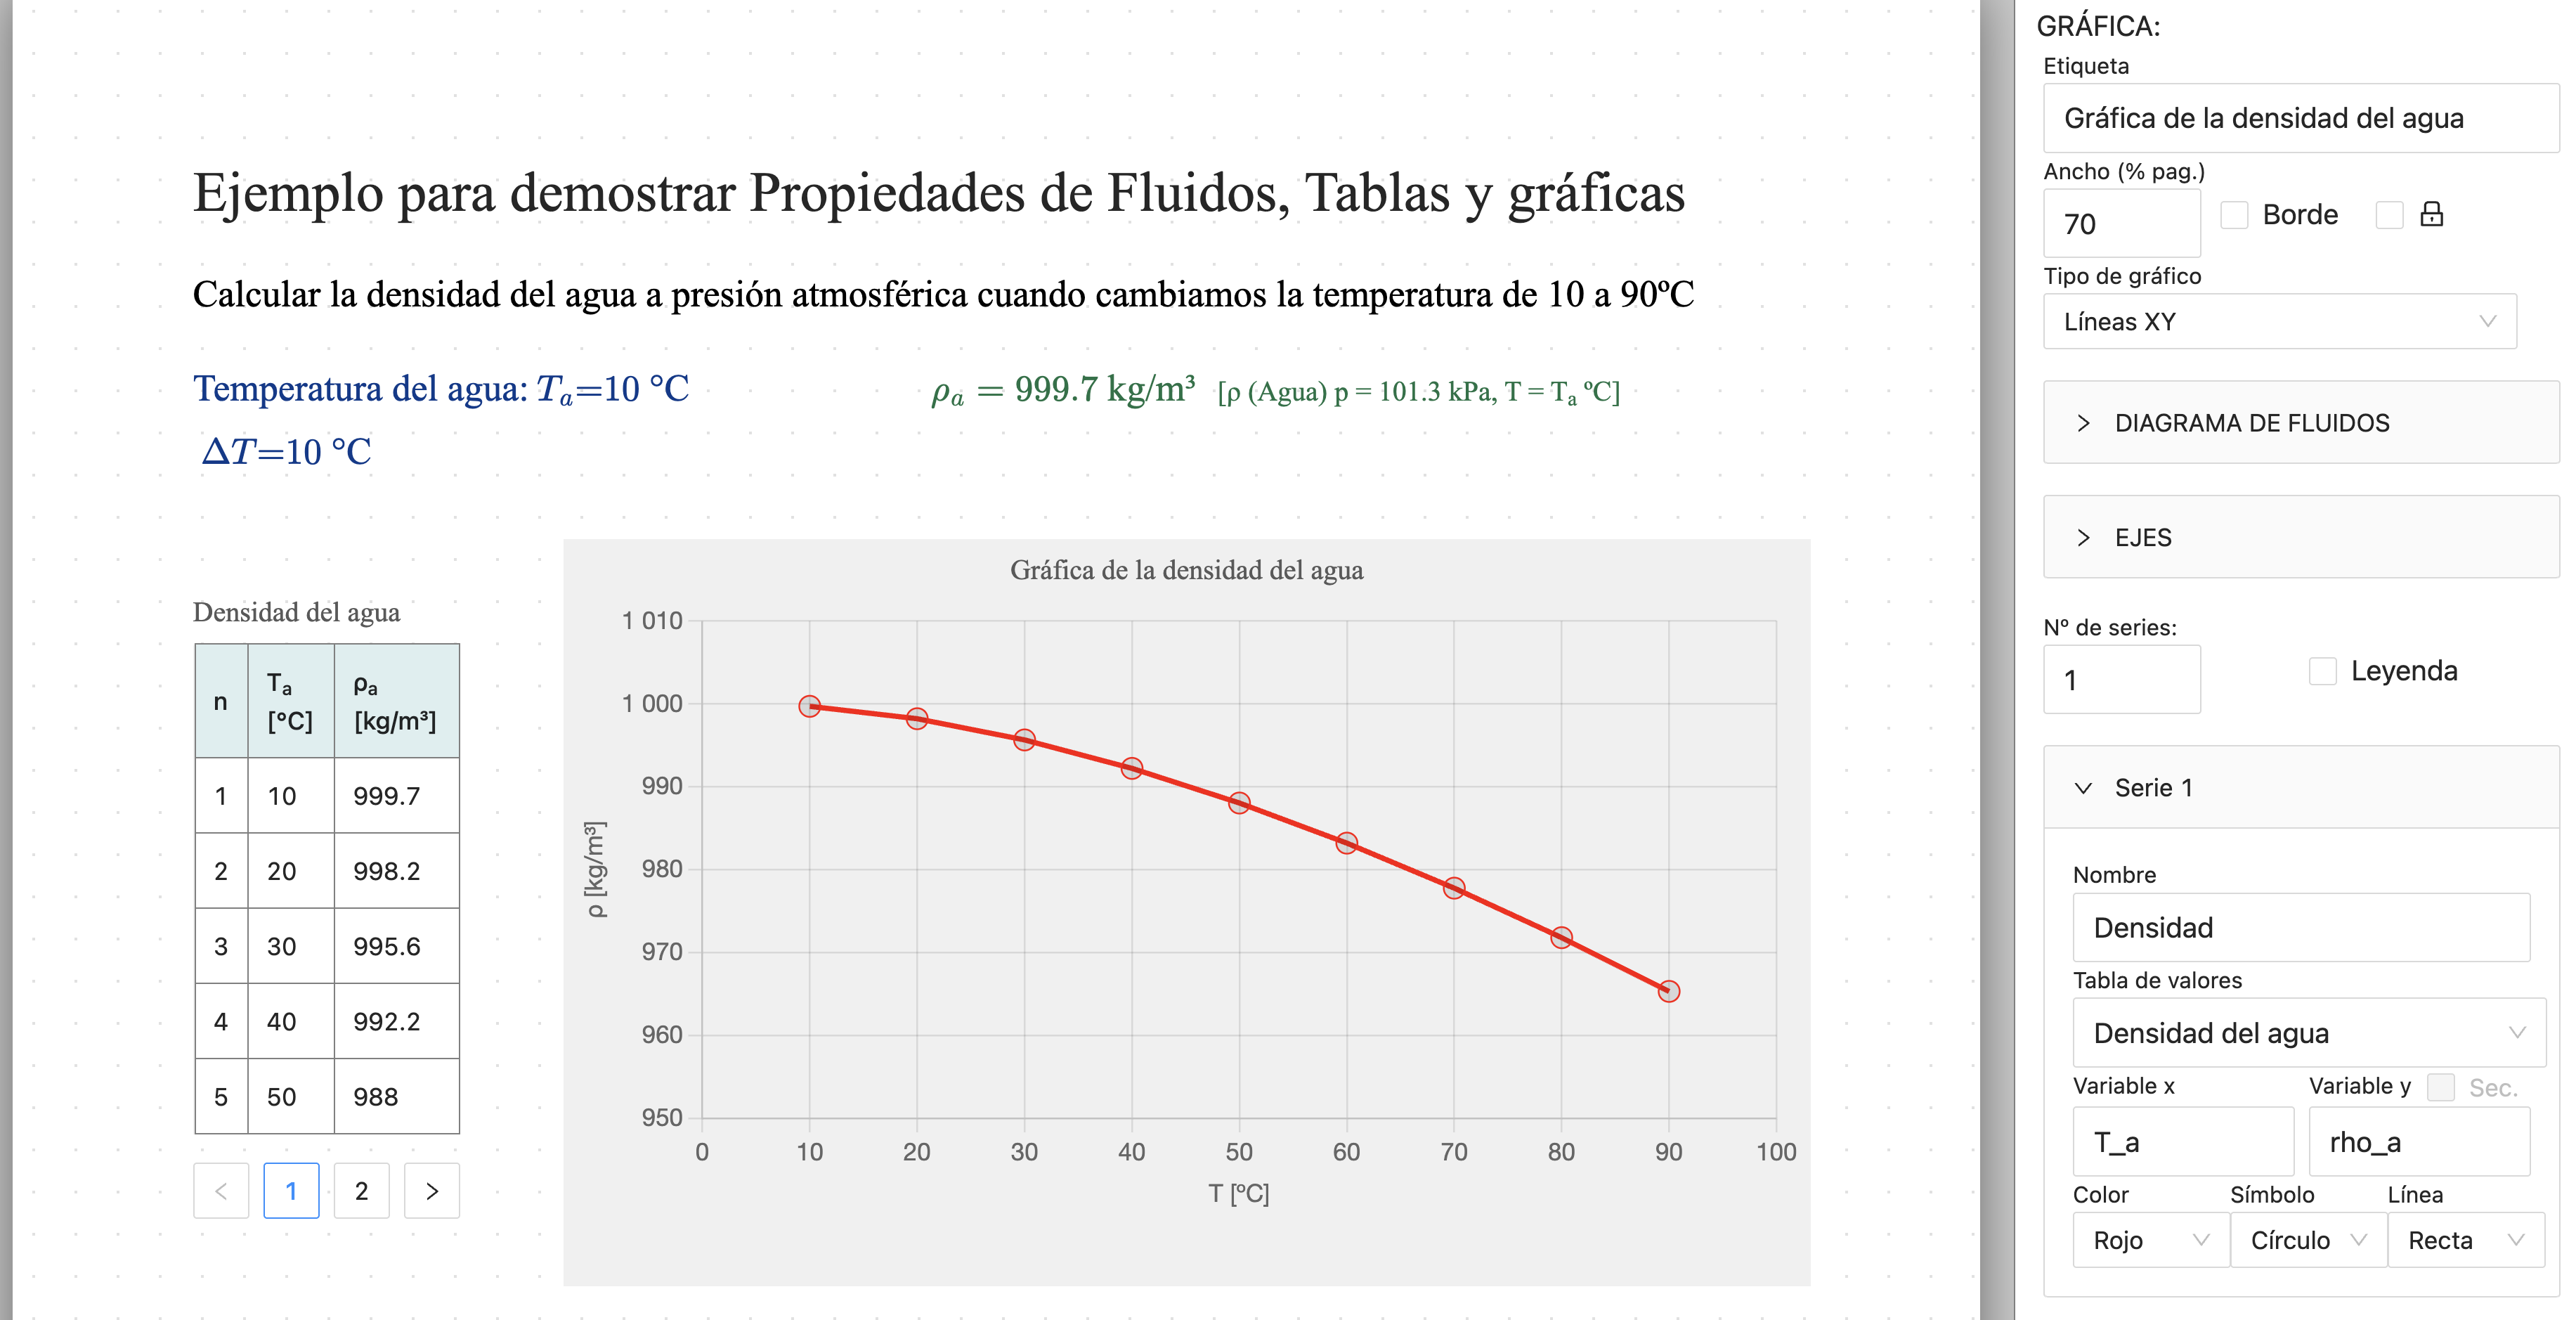 Ejemplo para demostrar Propiedades de Fluidos, Tablas y gráficas
Calcular la densidad del agua a presión atmosférica cuando cambiamos la temperatura de 10 a 90ºC
Temperatura del agua: Tₐ=10 °C
ρₐ = 999.7 kg/m³ [ρ (Agua) p = 101.3 kPa, T = Tₐ ºC]
ΔT=10 °C
Densidad del agua
n Tₐ [°C] ρₐ [kg/m³]
1 10 999.7
2 20 998.2
3 30 995.6
4 40 992.2
5 50 988
< 1 2 >
Gráfica de la densidad del agua
1 010
1 000
990
980
970
960
950
ρ [kg/m³]
0 10 20 30 40 50 60 70 80 90 100
T [ºC]
GRÁFICA:
Etiqueta
Gráfica de la densidad del agua
Ancho (% pag.)
70 Borde
Tipo de gráfico
Líneas XY
> DIAGRAMA DE FLUIDOS
> EJES
Nº de series:
1 Leyenda
Serie 1
Nombre
Densidad
Tabla de valores
Densidad del agua
Variable x Variable y Sec.
T_a rho_a
Color Símbolo Línea
Rojo Círculo Recta